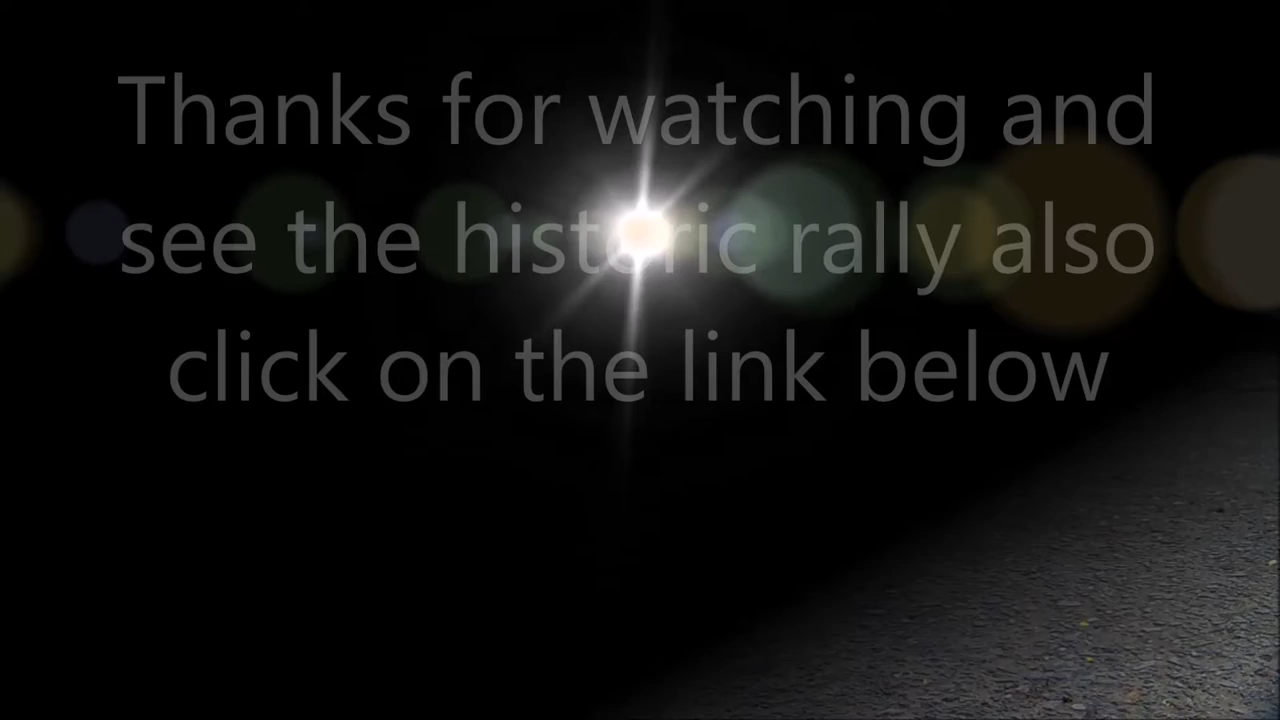 Thanks for watching and
see the historic rally also
click on the link below